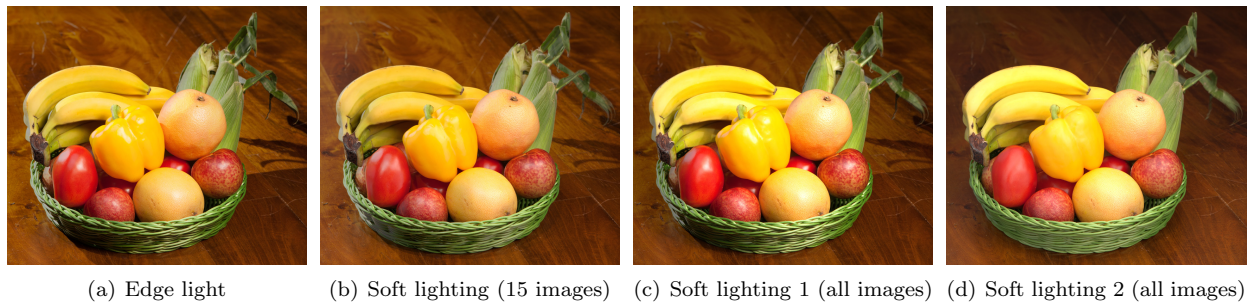 (a) Edge light
(b) Soft lighting (15 images)
(c) Soft lighting 1 (all images)
(d) Soft lighting 2 (all images)